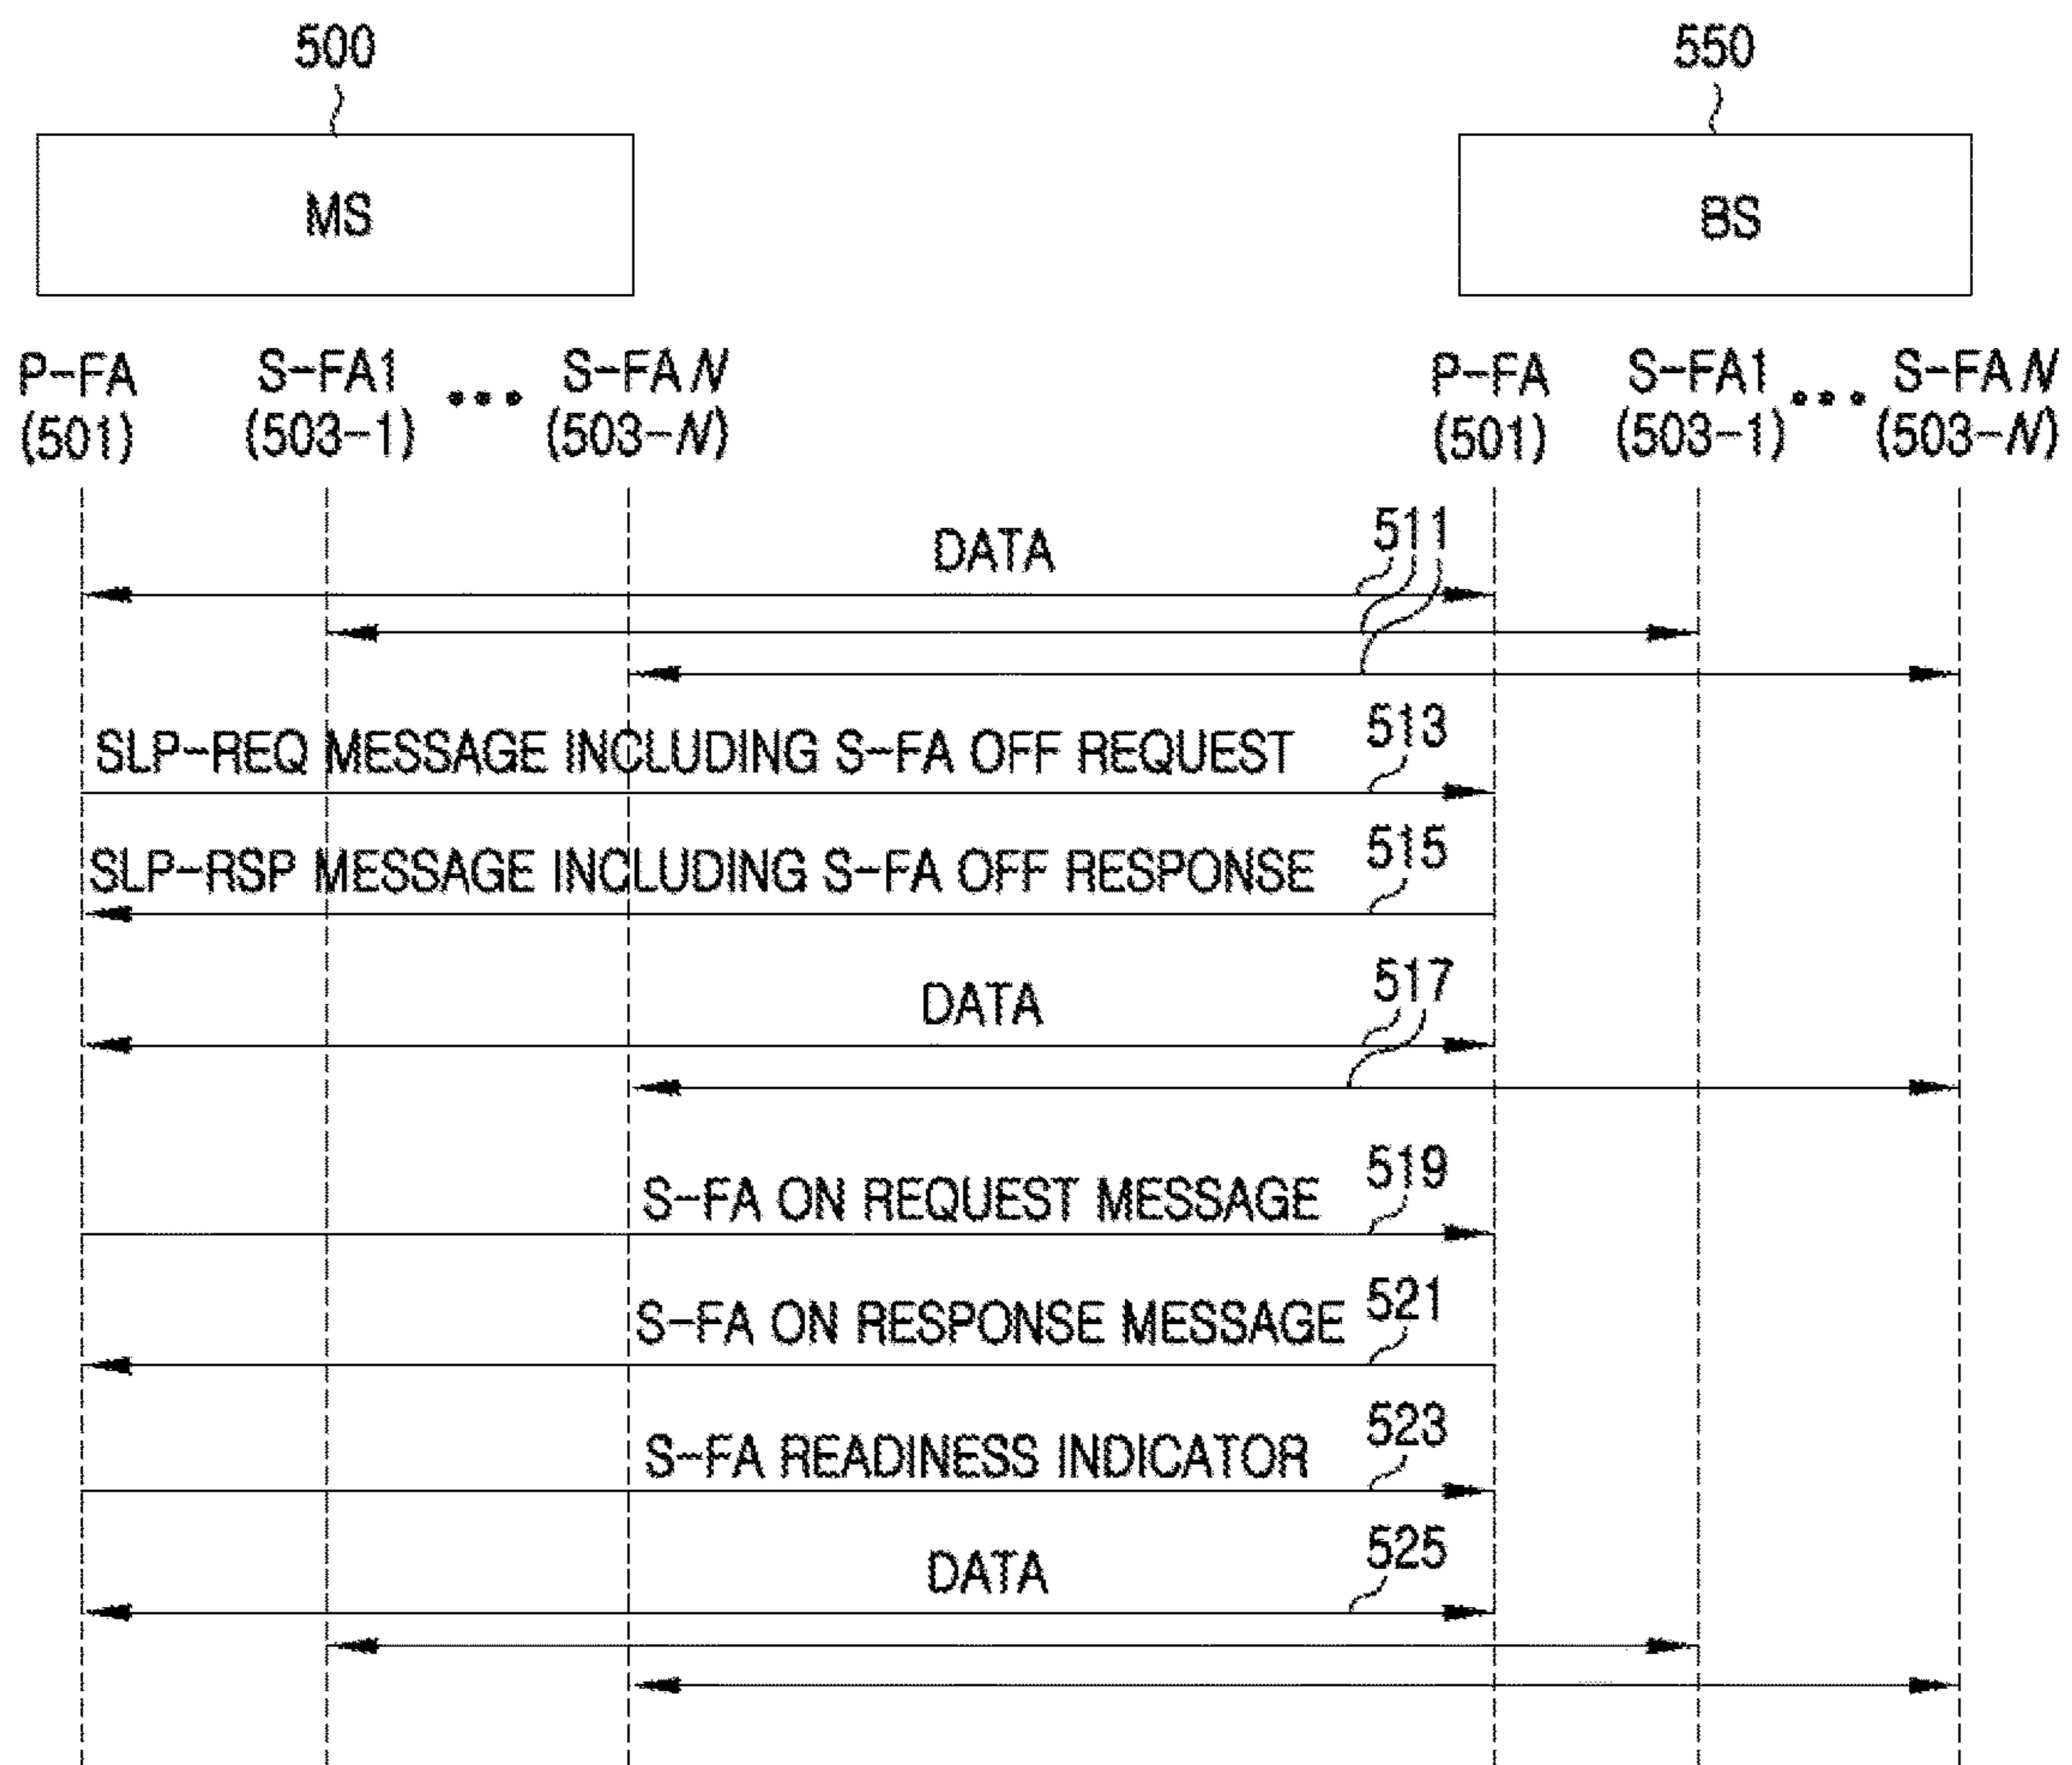 500
550
MS
BS
P-FA
(501)
S-FA1
(503-1)
•••
S-FA N
(503-N)
P-FA
(501)
S-FA1
(503-1)
•••
S-FA N
(503-N)
DATA
511
SLP-REQ MESSAGE INCLUDING S-FA OFF REQUEST
513
SLP-RSP MESSAGE INCLUDING S-FA OFF RESPONSE
515
DATA
517
S-FA ON REQUEST MESSAGE
519
S-FA ON RESPONSE MESSAGE
521
S-FA READINESS INDICATOR
523
DATA
525